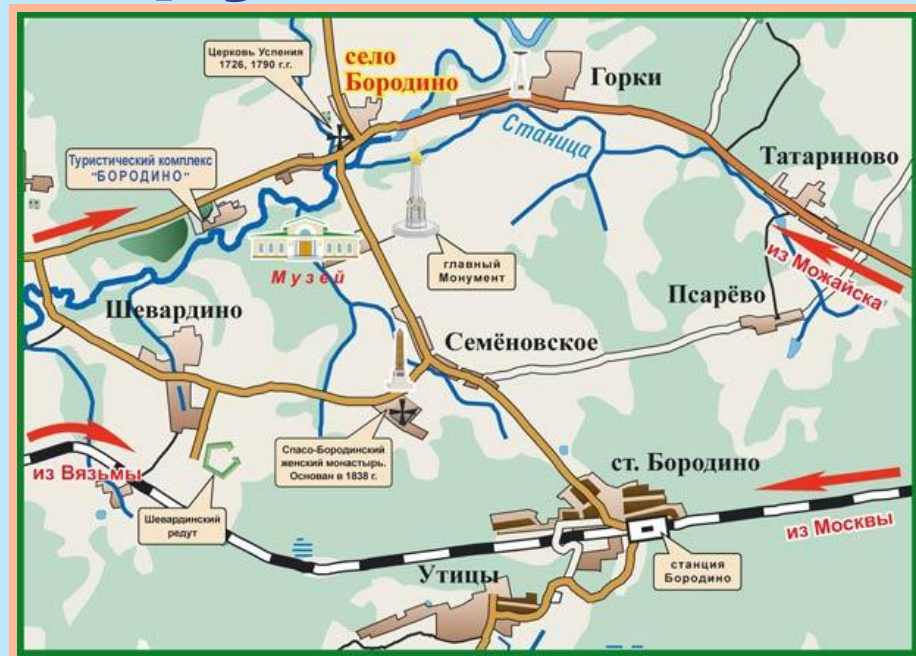 Церковь Успения
1726, 1790 г.г.
село
Бородино
Горки
Станица
Туристический комплекс
"БОРОДИНО"
Татариново
Музей
главный
Монумент
из Можайска
Псарёво
Шевардино
Семёновское
Спасо-Бородинский
женский монастырь.
Основан в 1838 г.
ст. Бородино
из Вязьмы
Шевардинский
редут
из Москвы
Утицы
станция
Бородино